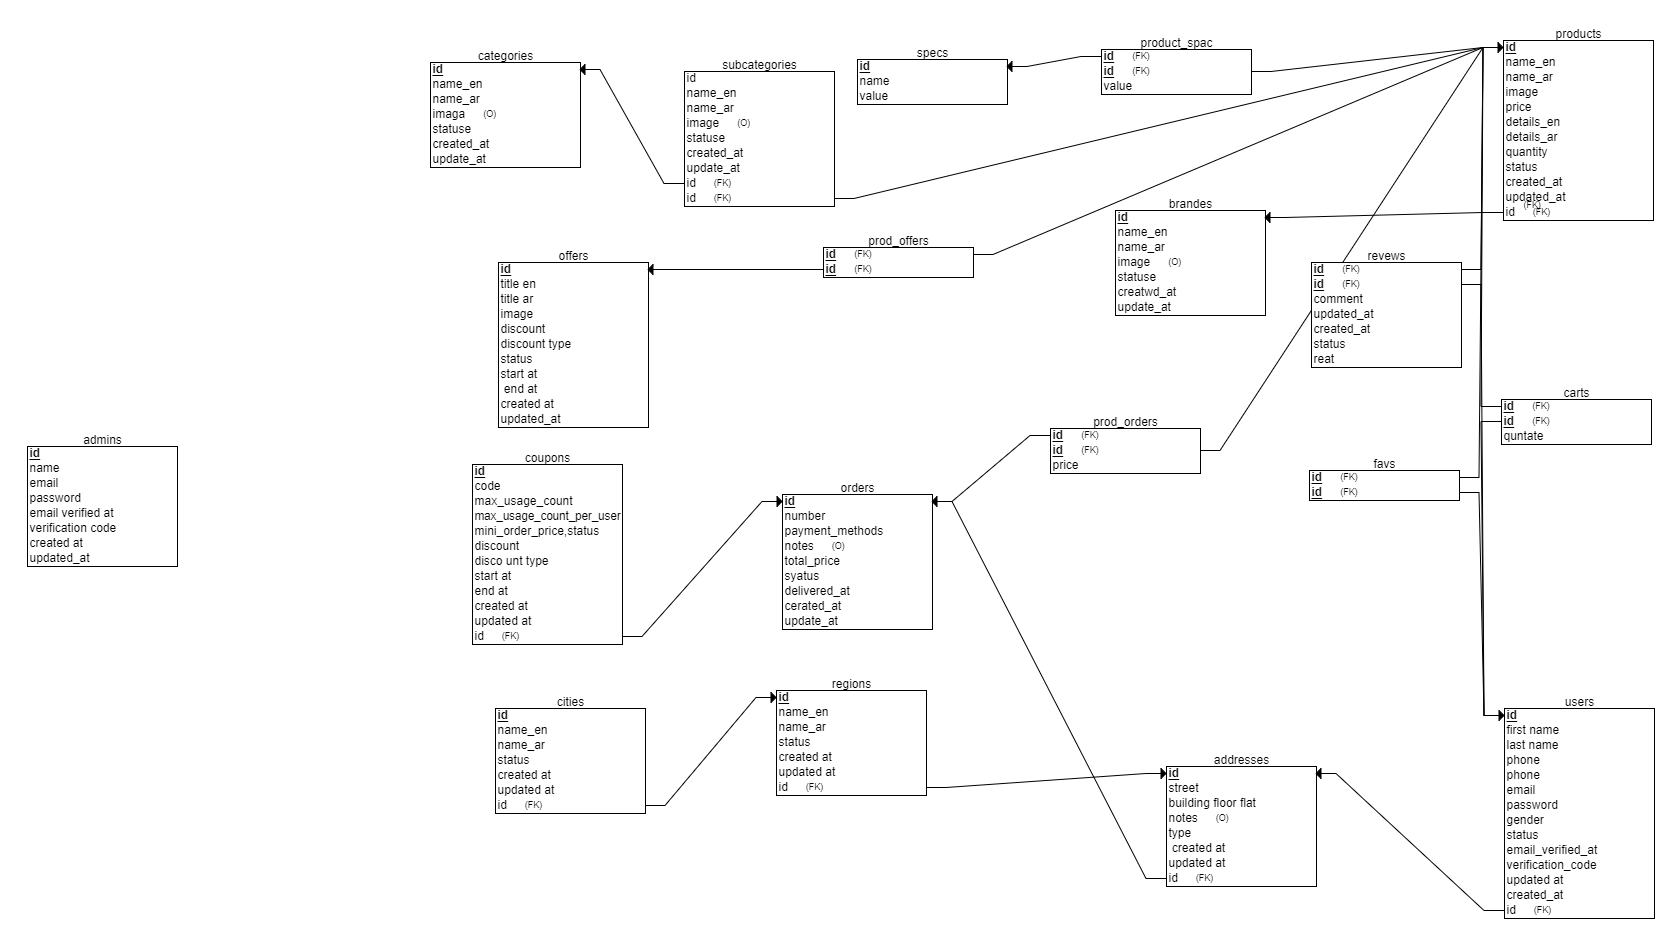 categories
id
name_en
name_ar
imaga (O)
statuse
created_at
update_at
subcategories
id
name_en
name_ar
image (O)
statuse
created_at
update_at
id (FK)
id (FK)
specs
id
name
value
product_spac
id (FK)
id (FK)
value
products
id
name_en
name_ar
image
price
details_en
details_ar
quantity
status
created_at
updated_at
(FK)
id (FK)
brandes
id
name_en
name_ar
image (O)
statuse
creatwd_at
update_at
prod_offers
id (FK)
id (FK)
offers
id
title en
title ar
image
discount
discount type
status
start at
end at
created at
updated_at
revews
id (FK)
id (FK)
comment
updated_at
created_at
status
reat
carts
id (FK)
id (FK)
quntate
prod_orders
id (FK)
id (FK)
price
favs
id (FK)
id (FK)
admins
id
name
email
password
email verified at
verification code
created at
updated_at
coupons
id
code
max_usage_count
max_usage_count_per_user
mini_order_price,status
discount
disco unt type
start at
end at
created at
updated at
id (FK)
orders
id
number
payment_methods
notes (O)
total_price
syatus
delivered_at
cerated_at
update_at
cities
id
name_en
name_ar
status
created at
updated at
id (FK)
regions
id
name_en
name_ar
status
created at
updated at
id (FK)
addresses
id
street
building floor flat
notes (O)
type
created at
updated at
id (FK)
users
id
first name
last name
phone
phone
email
password
gender
status
email_verified_at
verification_code
updated at
created_at
id (FK)